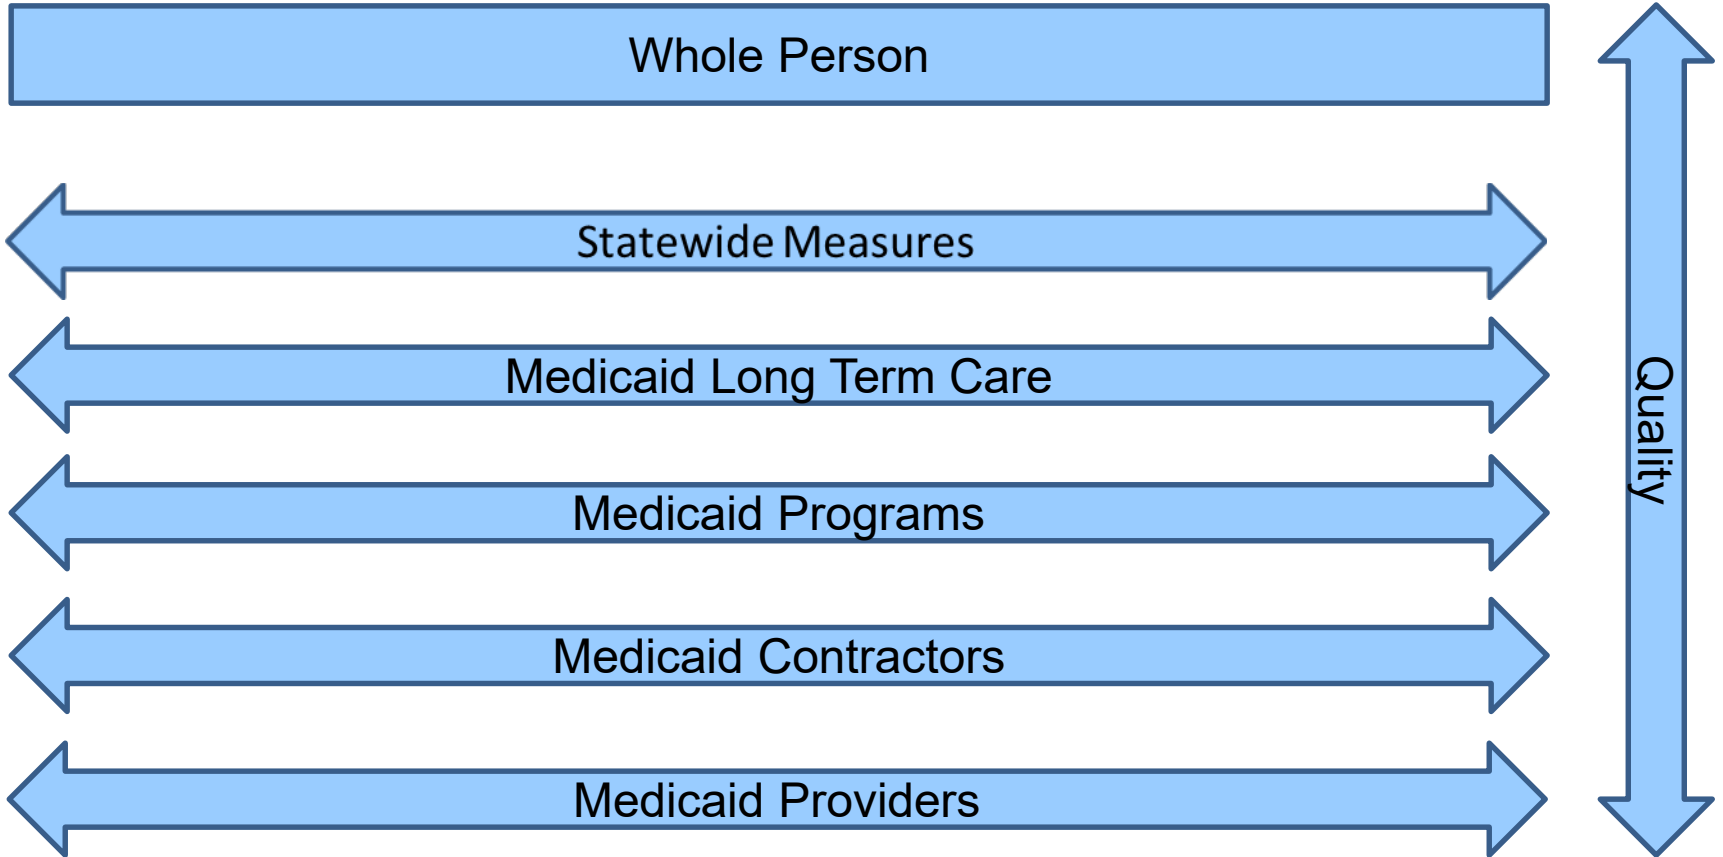 Whole Person
Statewide Measures
Medicaid Long Term Care
Medicaid Programs
Medicaid Contractors
Medicaid Providers
Quality